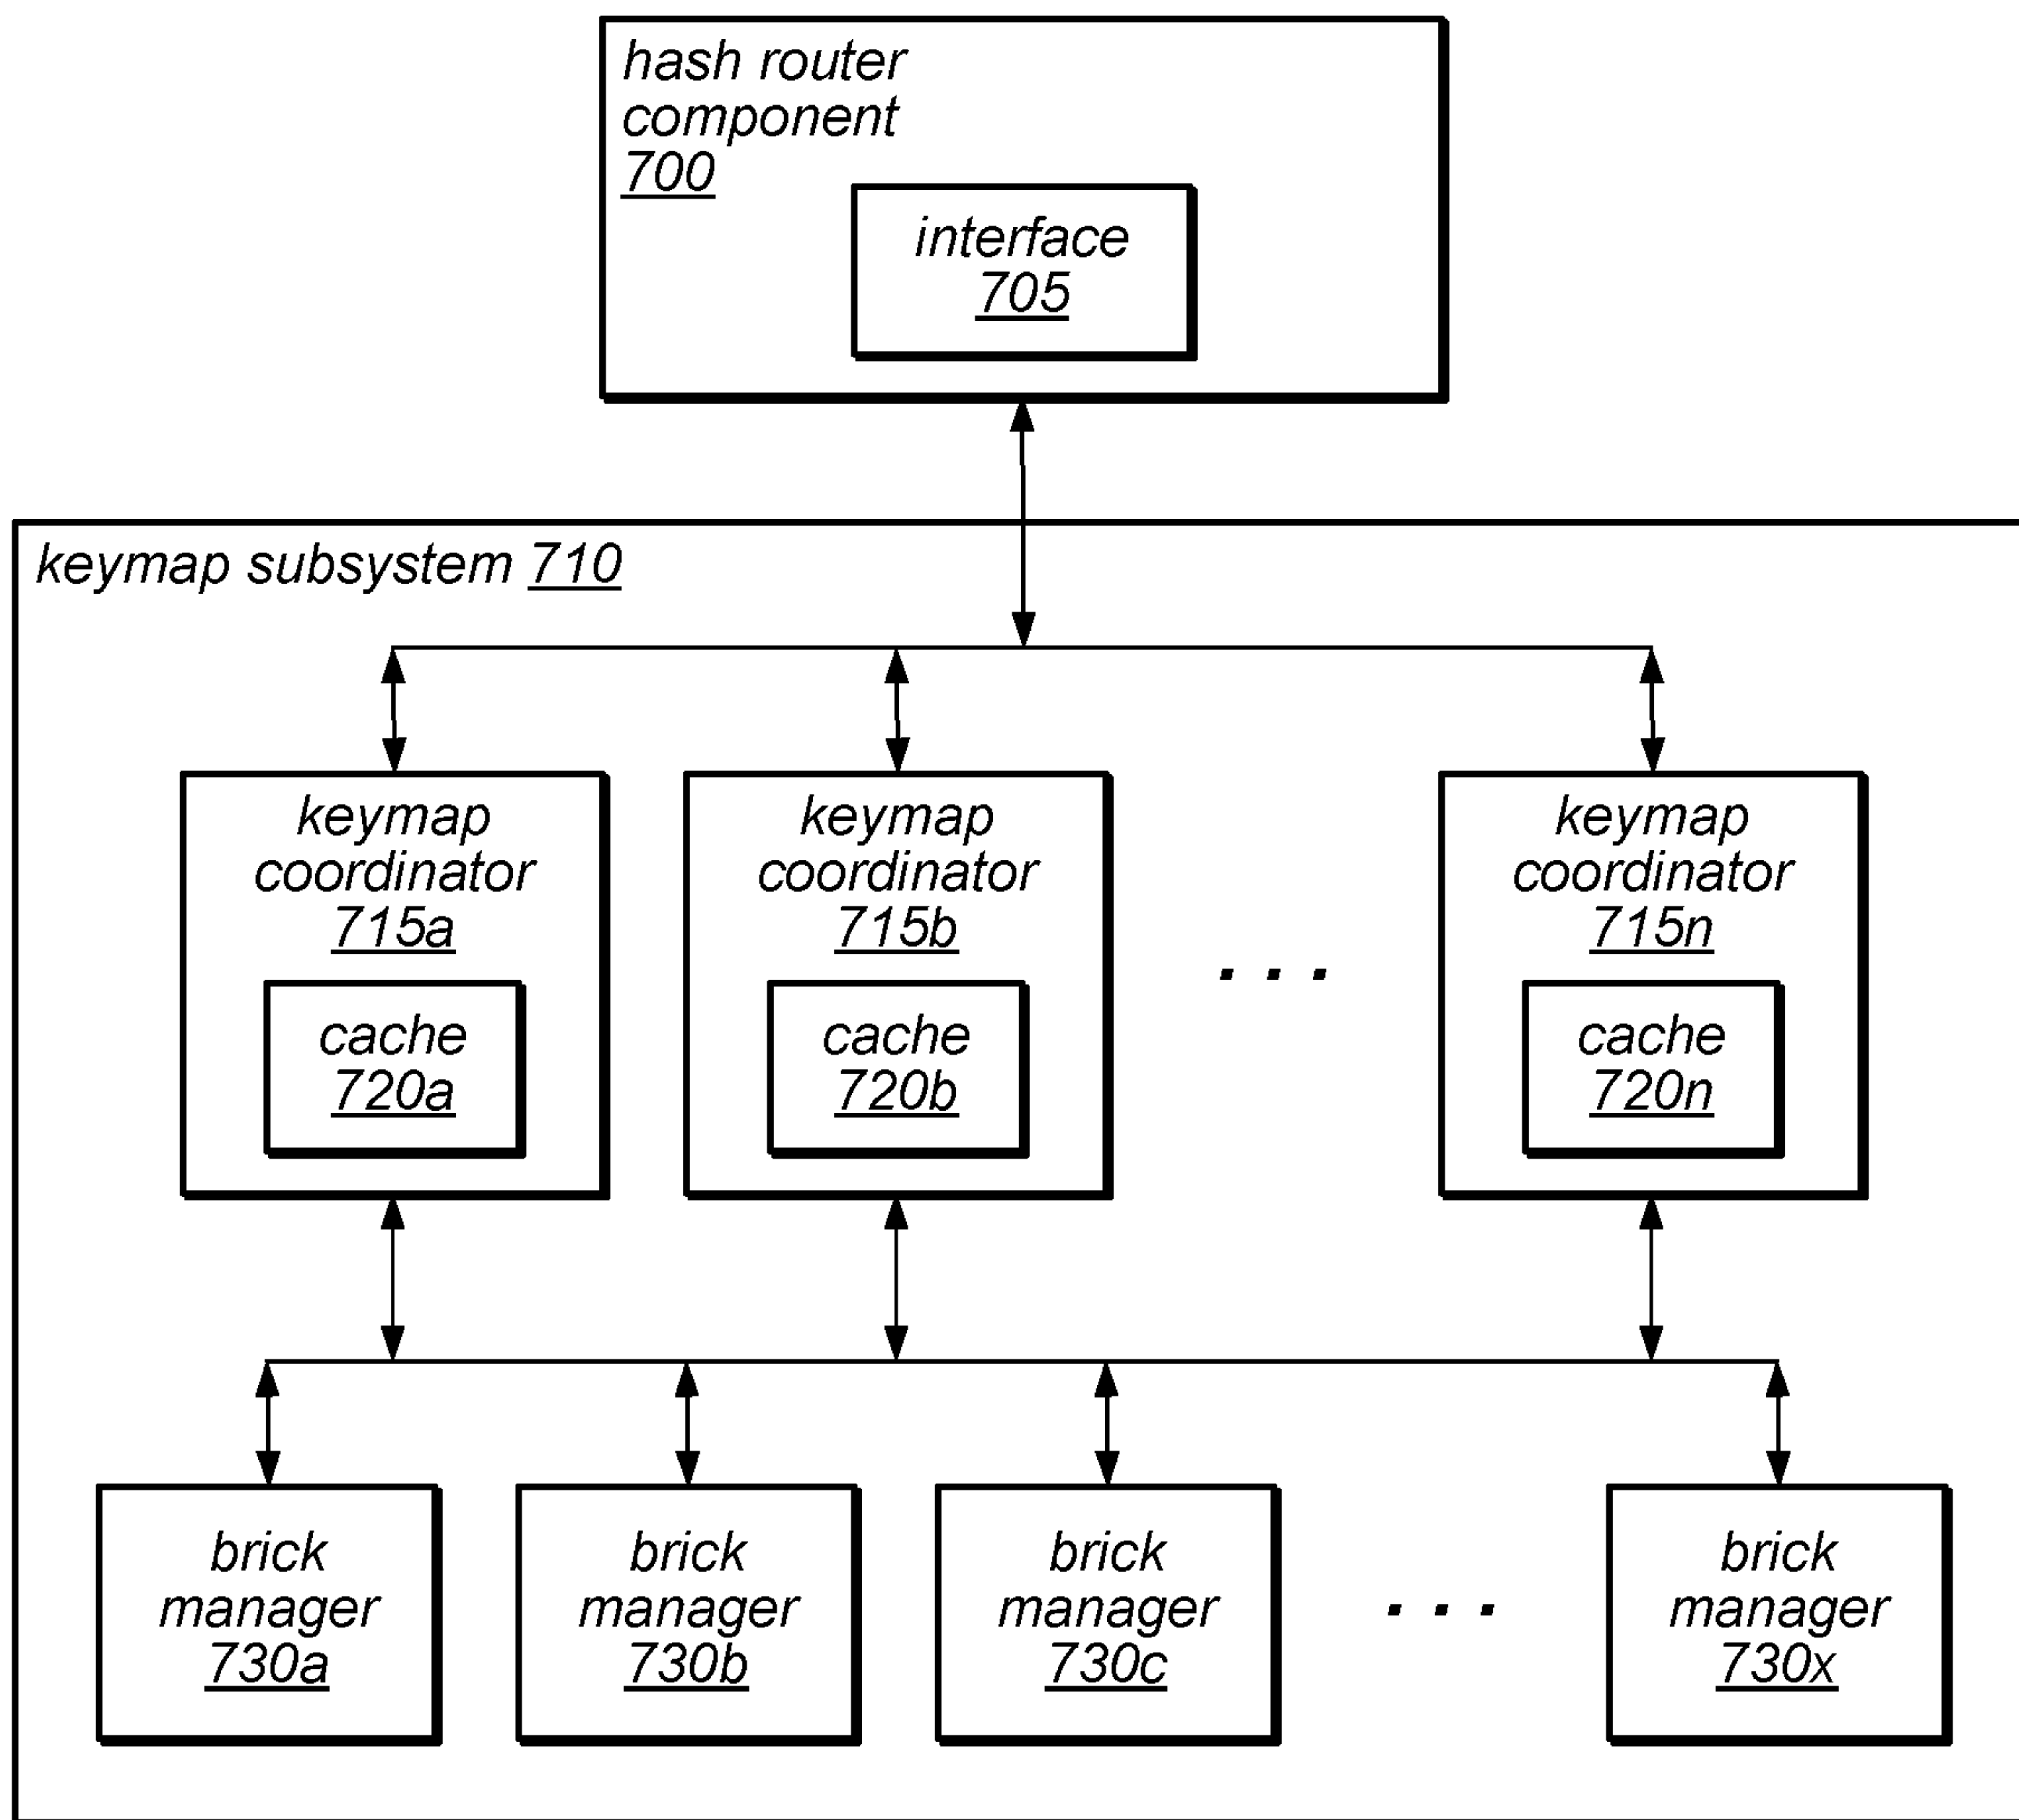 hash router
component
700
interface
705
keymap subsystem 710
keymap
coordinator
715a
cache
720a
keymap
coordinator
715b
cache
720b
. . .
keymap
coordinator
715n
cache
720n
brick
manager
730a
brick
manager
730b
brick
manager
730c
. . .
brick
manager
730x